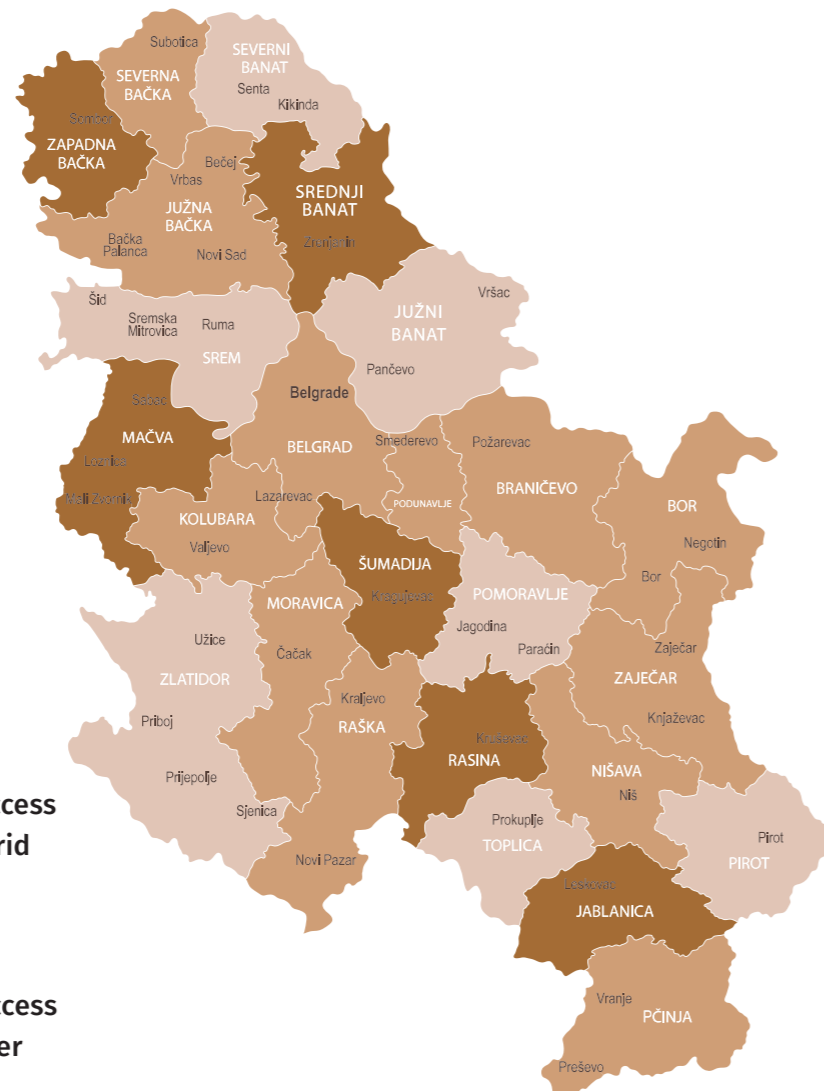 Subotica
SEVERNI
BANAT
SEVERNA
BAČKA
Senta
Kikinda
Sombor
ZAPADNA
BAČKA
Bečej
Vrbas
JUŽNA
BAČKA
SREDNJI
BANAT
Zrenjanin
Bačka
Palanca
Novi Sad
Šid
Sremska
Mitrovica
Ruma
SREM
JUŽNI
BANAT
Vršac
Pančevo
Belgrade
Sabac
MAČVA
Loznica
Mali Zvornik
BELGRAD
Smederevo
PODUNAVLJE
Požarevac
BRANIČEVO
BOR
Negotin
Bor
Lazarevac
KOLUBARA
Valjevo
ŠUMADIJA
Kragujevac
MORAVICA
Čačak
POMORAVLJE
Jagodina
Paraćin
Užice
ZLATIDOR
Priboj
Prijepolje
Sjenica
Kraljevo
RAŠKA
Novi Pazar
Zaječar
ZAJEČAR
Knjaževac
Kruševac
RASINA
NIŠAVA
Niš
Prokuplje
TOPLICA
Pirot
PIROT
Leskovac
JABLANICA
Vranje
PČINJA
Preševo
ccess
rid
ccess
er